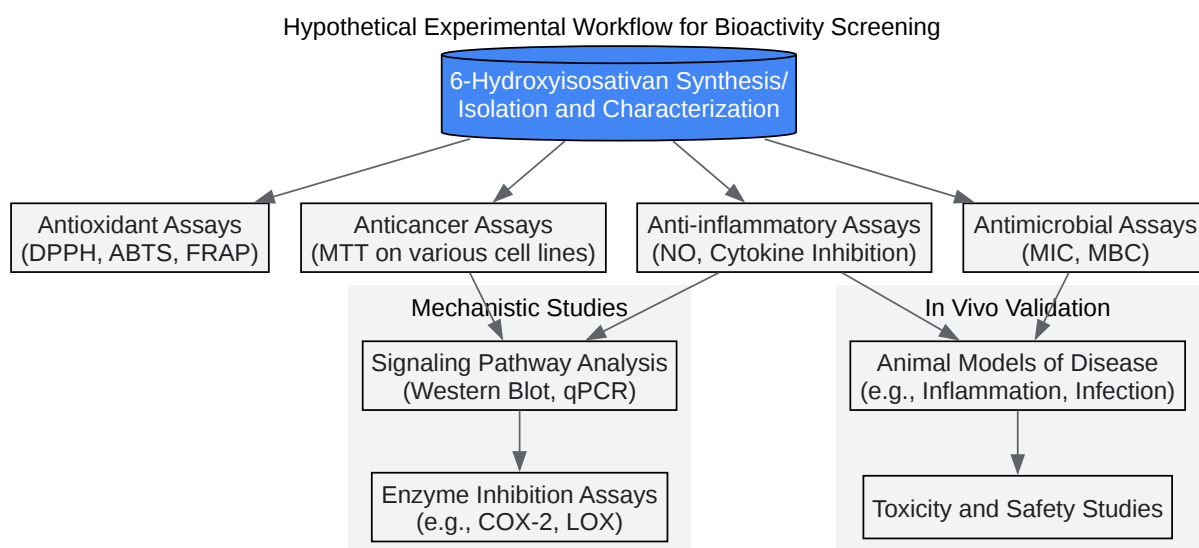 Hypothetical Experimental Workflow for Bioactivity Screening
6-Hydroxyisosativan Synthesis/
Isolation and Characterization
Antioxidant Assays
(DPPH, ABTS, FRAP)
Anticancer Assays
(MTT on various cell lines)
Anti-inflammatory Assays
(NO, Cytokine Inhibition)
Antimicrobial Assays
(MIC, MBC)
Mechanistic Studies
Signaling Pathway Analysis
(Western Blot, qPCR)
Enzyme Inhibition Assays
(e.g., COX-2, LOX)
In Vivo Validation
Animal Models of Disease
(e.g., Inflammation, Infection)
Toxicity and Safety Studies